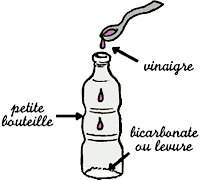 vinaigre
petite
bouteille
bicarbonate
ou levure